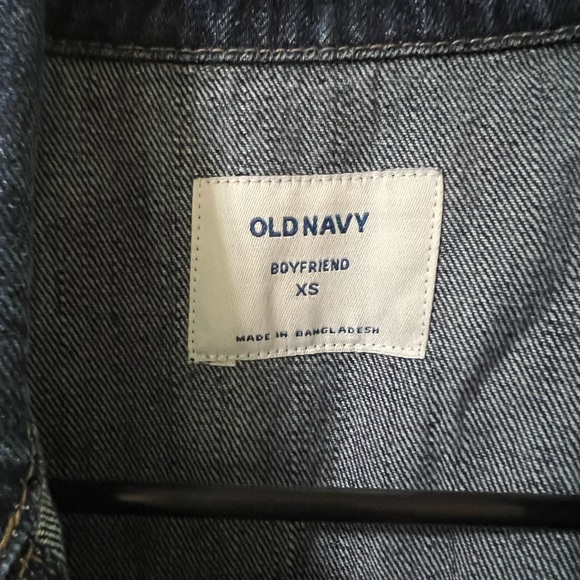 OLD NAVY
BOYFRIEND
XS
MADE IN BANGLADESH